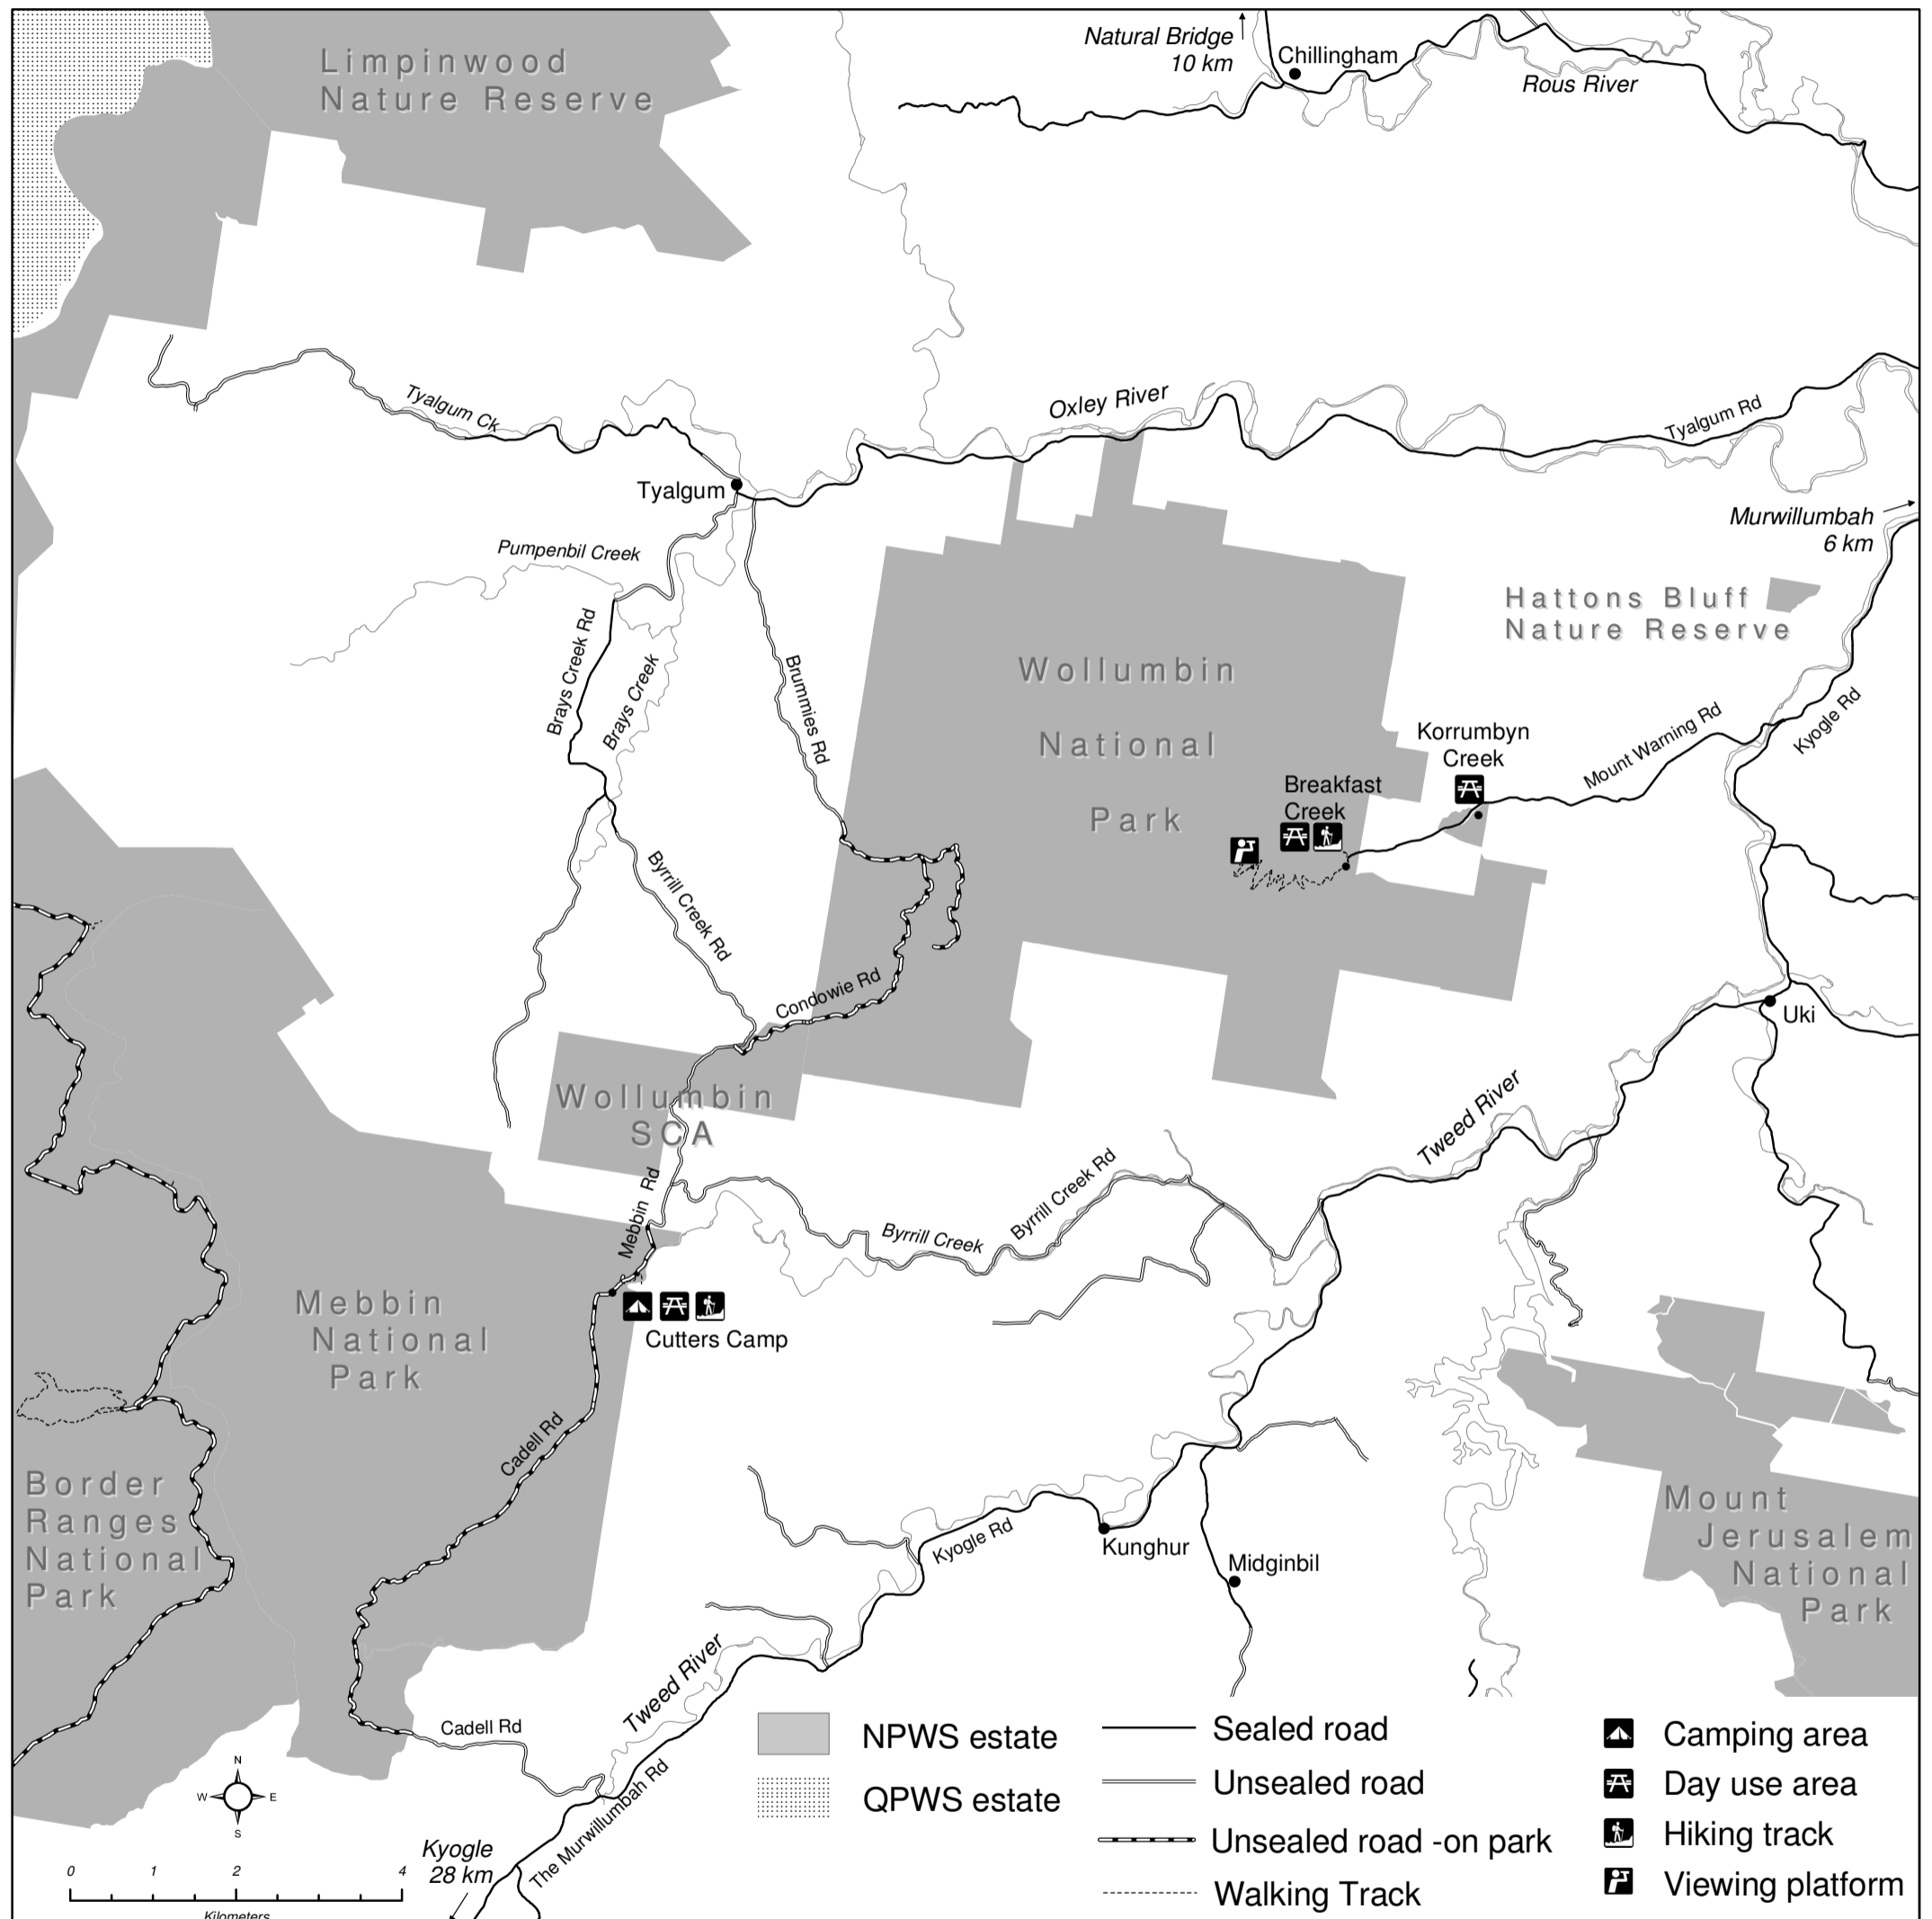 Limpinwood
Nature Reserve
Natural Bridge
10 km
Chillingham
Rous River
Tyalgum Ck
Oxley River
Tyalgum Rd
Tyalgum
Murwillumbah
6 km
Pumpenbil Creek
Hattons Bluff
Nature Reserve
Brays Creek Rd
Brays Creek
Brummies Rd
Wollumbin
National
Park
Kyogle Rd
Mount Warning Rd
Korrumbyn
Creek
Breakfast
Creek
Byrrill Creek Rd
Condowie Rd
Uki
Wollumbin
SCA
Tweed River
Mebbin Rd
Byrrill Creek
Byrrill Creek Rd
Mebbin
National
Park
Cutters Camp
Cadell Rd
Border
Ranges
National
Park
Kyogle Rd
Kunghur
Midginbil
Mount
Jerusalem
National
Park
Tweed River
Cadell Rd
The Murwillumbah Rd
Kyogle
28 km
N
W
E
S
0 1 2 4
Kilometers
NPWS estate
QPWS estate
Sealed road
Unsealed road
Unsealed road -on park
Walking Track
Camping area
Day use area
Hiking track
Viewing platform